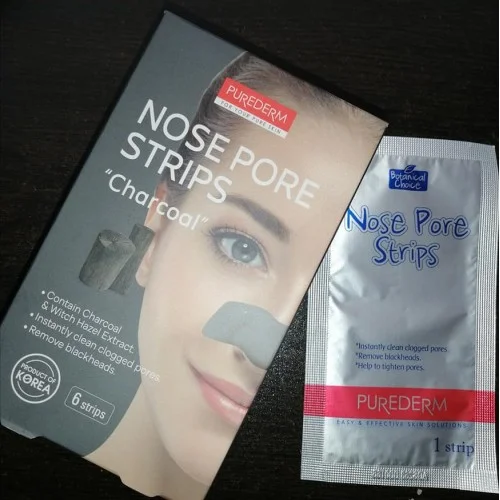 PUREDERM
FOR YOUR PURE SKIN
NOSE PORE
STRIPS
"Charcoal"
• Contain Charcoal
& Witch Hazel Extract.
• Instantly clean clogged pores.
• Remove blackheads.
PRODUCT OF
KOREA
6 strips
Botanical
Choice
Nose Pore
Strips
*Instantly clean clogged pores.
*Remove blackheads.
*Help to tighten pores.
PUREDERM
EASY & EFFECTIVE SKIN SOLUTIONS
1 strip